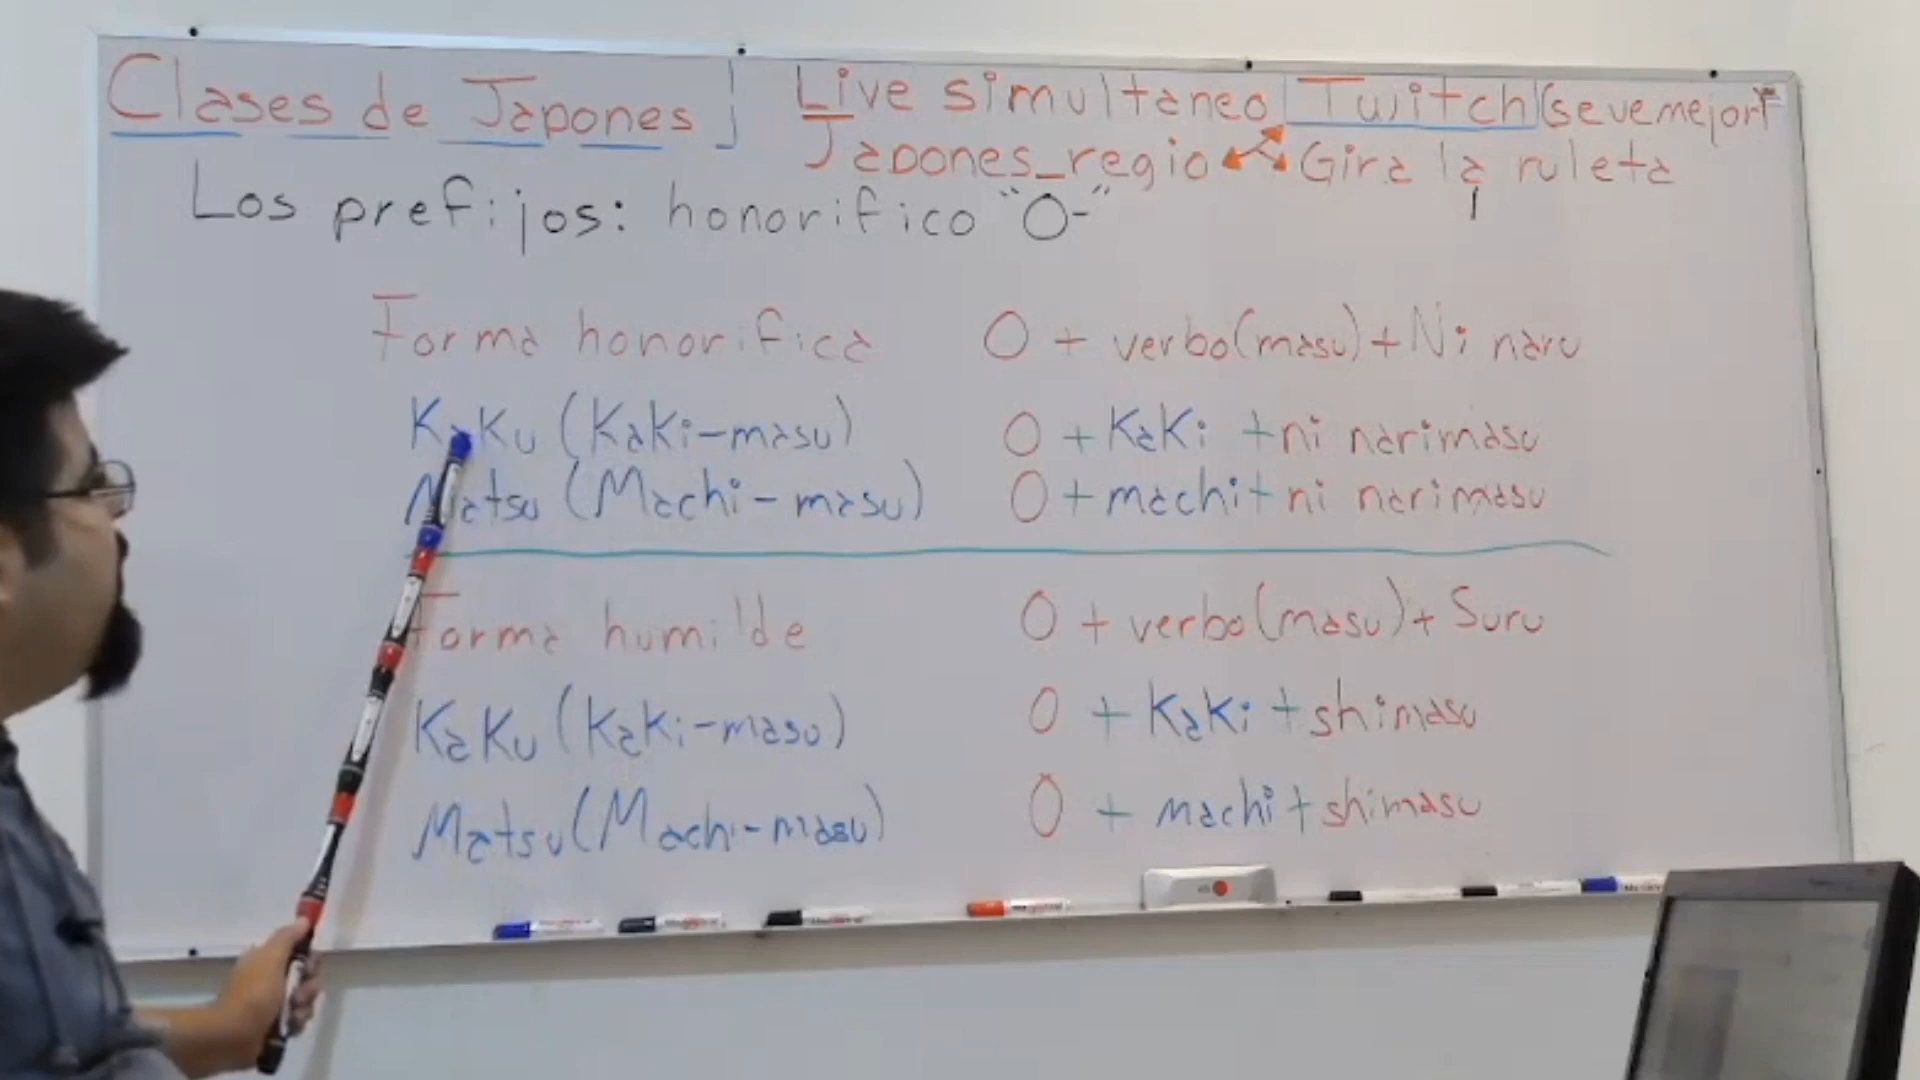 Clases de Japones
Live simultaneo Twitch (se ve mejor
Japones_regio Gira la ruleta
Los prefijos: honorifico "O-"
Forma honorifica O + verbo(masu) + Ni naru
Kaku (Kaki-masu) O + Kaki + ni narimasu
Matsu (Machi-masu) O + machi + ni narimasu
Forma humilde O + verbo(masu) + Suru
Kaku (kaki-masu) O + Kaki + shimasu
Matsu (Machi-masu) O + machi + shimasu